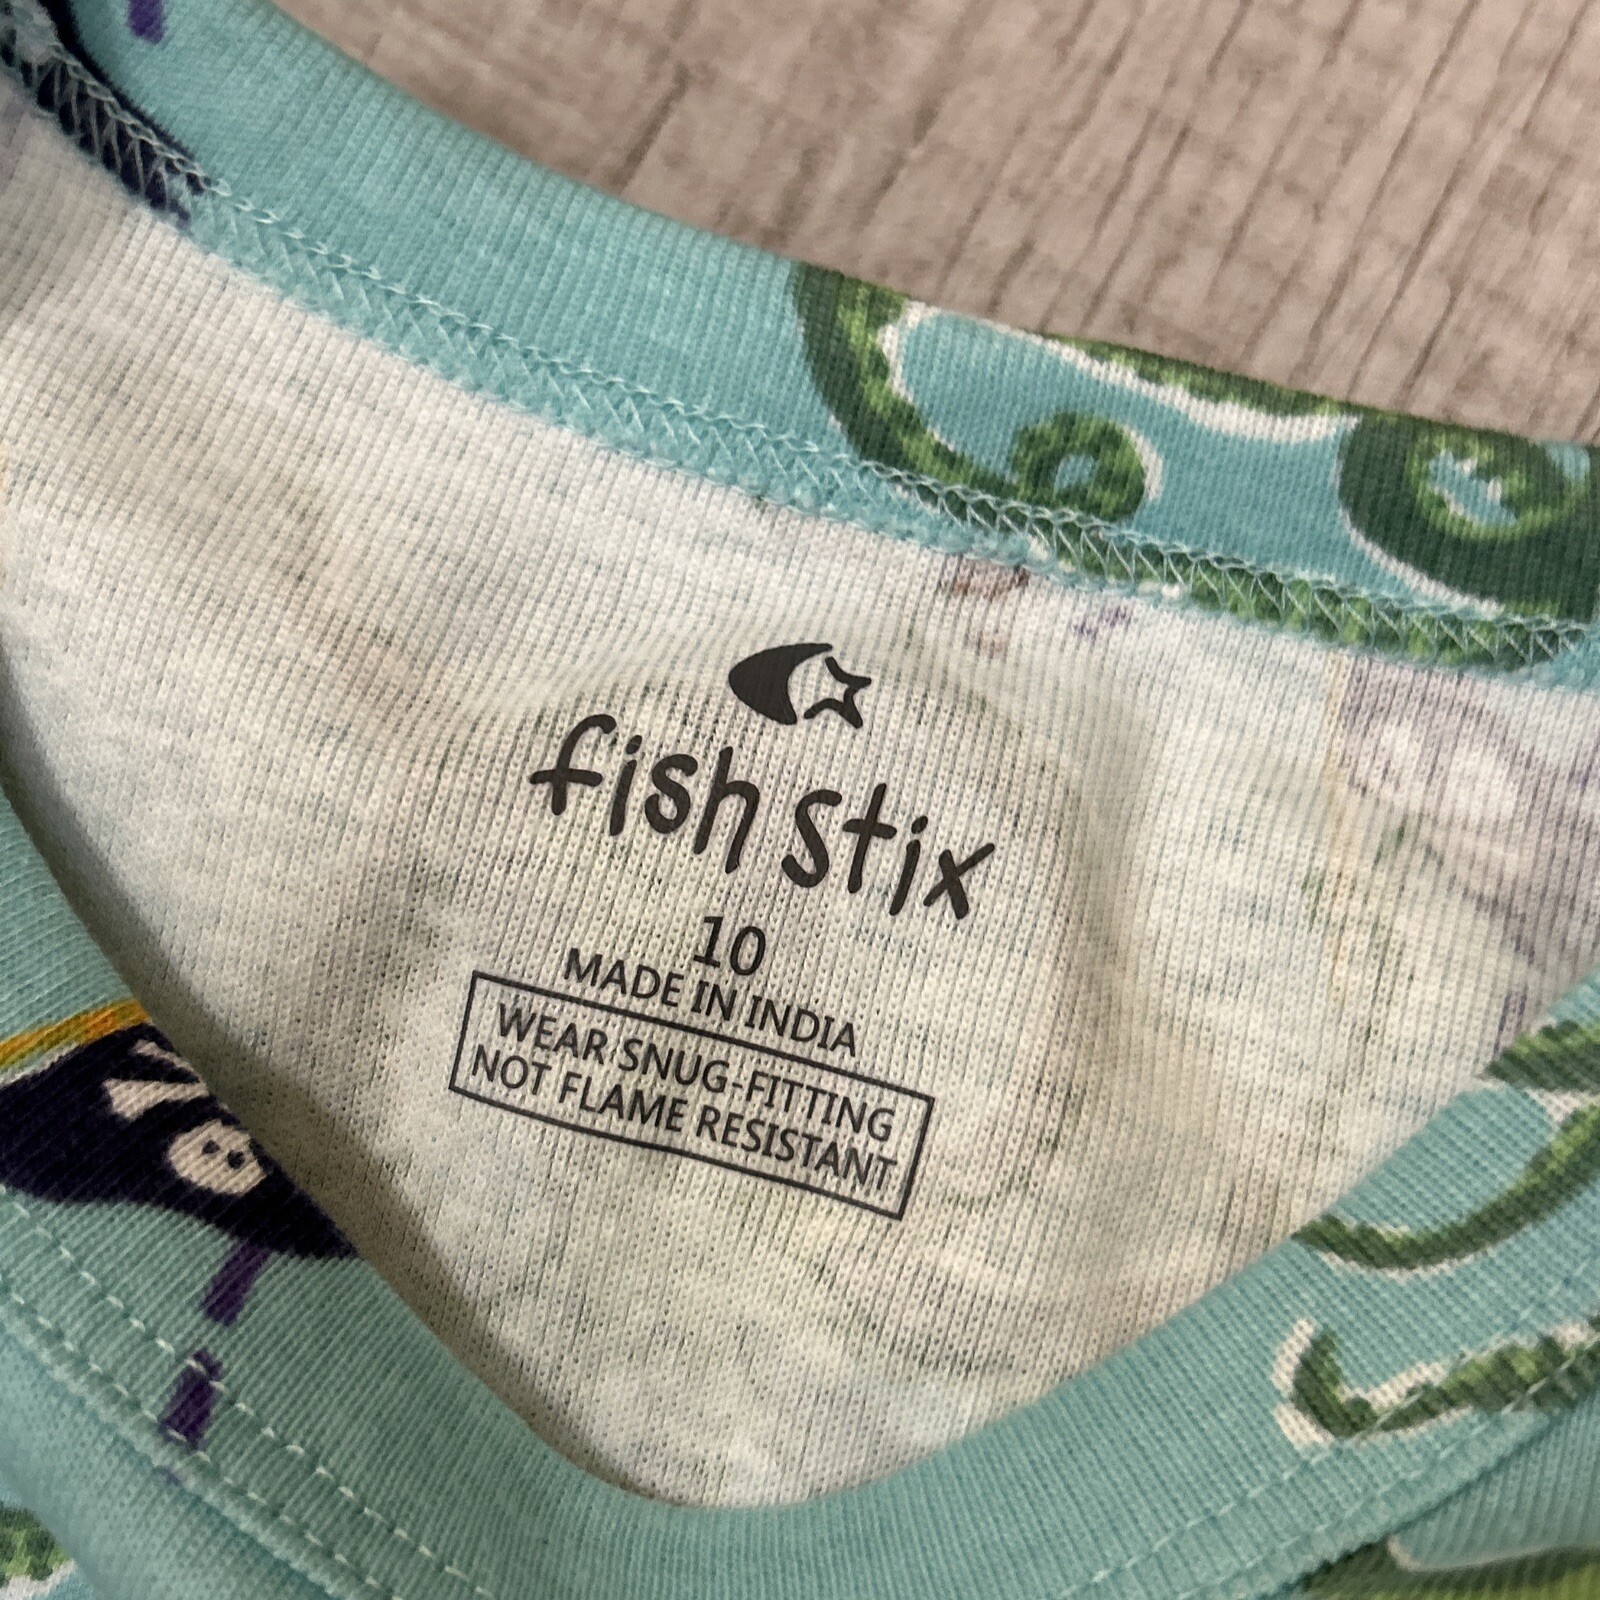 fish stix
10
MADE IN INDIA
WEAR SNUG-FITTING
NOT FLAME RESISTANT